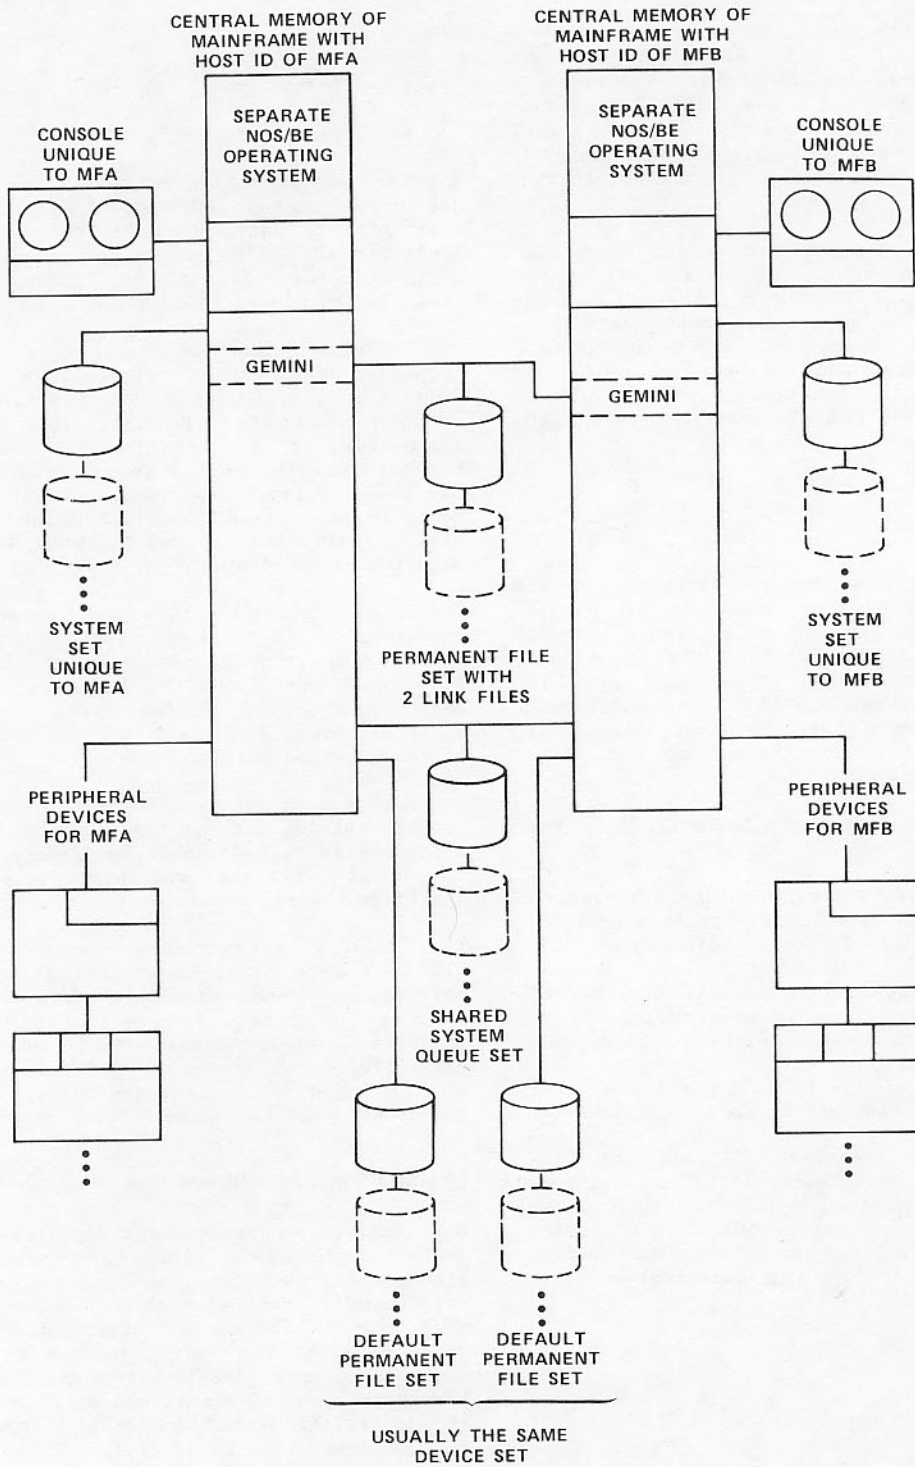 CENTRAL MEMORY OF
MAINFRAME WITH
HOST ID OF MFA
CENTRAL MEMORY OF
MAINFRAME WITH
HOST ID OF MFB
SEPARATE
NOS/BE
OPERATING
SYSTEM
SEPARATE
NOS/BE
OPERATING
SYSTEM
CONSOLE
UNIQUE
TO MFA
CONSOLE
UNIQUE
TO MFB
GEMINI
GEMINI
SYSTEM
SET
UNIQUE
TO MFA
PERMANENT FILE
SET WITH
2 LINK FILES
SYSTEM
SET
UNIQUE
TO MFB
PERIPHERAL
DEVICES
FOR MFA
PERIPHERAL
DEVICES
FOR MFB
SHARED
SYSTEM
QUEUE SET
DEFAULT
PERMANENT
FILE SET
DEFAULT
PERMANENT
FILE SET
USUALLY THE SAME
DEVICE SET